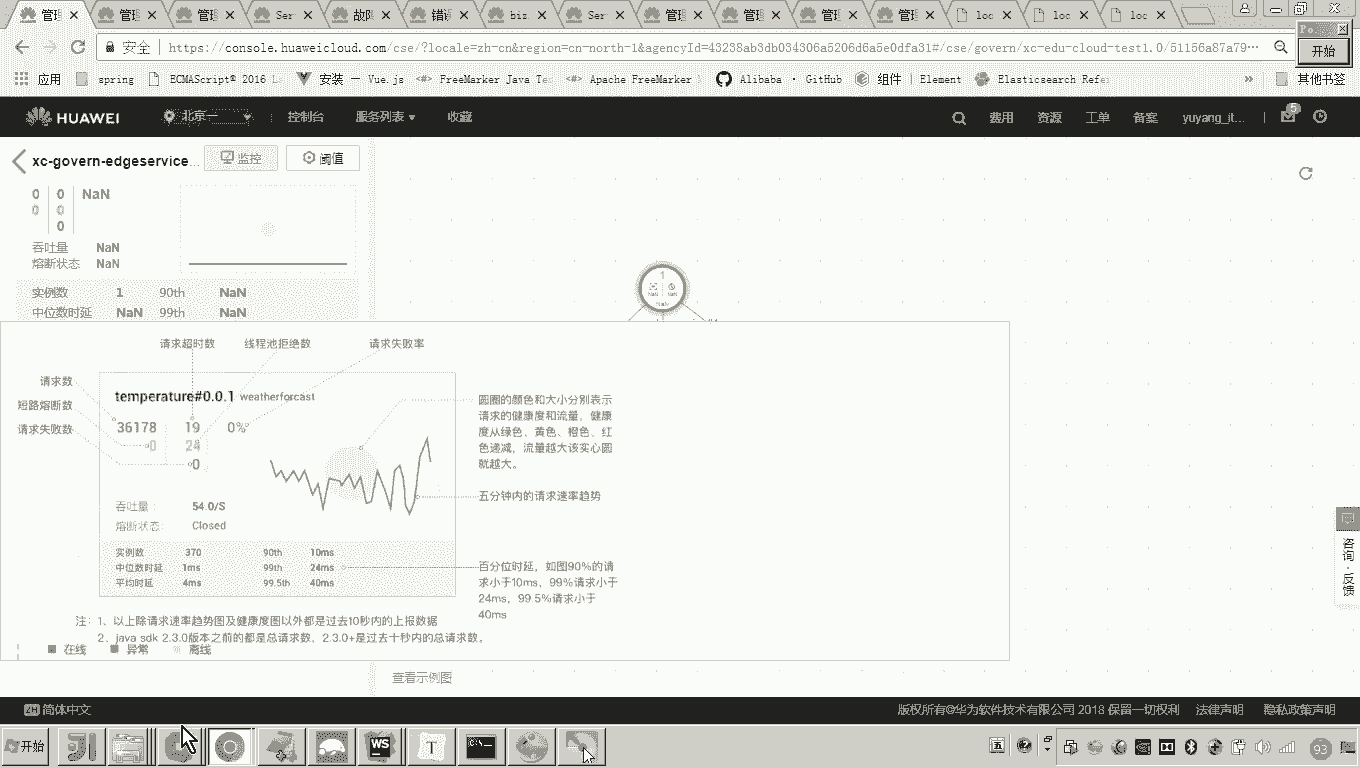 管理
管理
管理
Ser
故障
错误
biz.
Ser
管理
管理
管理
管理
loc
loc
loc
开始
安全 https://console.huaweicloud.com/cse/?locale=zh-cn&region=cn-north-1&agencyId=43238ab3db034306a5206d6a5e0dfa31#/cse/govern/xc-edu-cloud-test1.0/51156a87a79…
应用 spring ECMAScript® 2016 L 安装 — Vue.js FreeMarker Java Te Apache FreeMarker Alibaba · GitHub 组件 | Element Elasticsearch Refe » 其他书签
HUAWEI 北京一 控制台 服务列表 收藏 费用 资源 工单 备案 yuyang_it... 5
xc-govern-edgeservice... 监控 阈值
0 0 NaN
0 0
0
吞吐量 NaN
熔断状态 NaN
实例数 1 90th NaN
中位数时延 NaN 99th NaN
1
NaN NaN
请求超时数 线程池拒绝数 请求失败率
请求数
短路熔断数
请求失败数
temperature#0.0.1 weatherforcast
36178 19 0%
0 24
0
吞吐量： 54.0/S
熔断状态： Closed
实例数 370 90th 10ms
中位数时延 1ms 99th 24ms
平均时延 4ms 99.5th 40ms
圆圈的颜色和大小分别表示
请求的健康度和流量，健康
度从绿色、黄色、橙色、红
色递减，流量越大该实心圆
就越大。
五分钟内的请求速率趋势
百分位时延，如图90%的请
求小于10ms，99%请求小于
24ms，99.5%请求小于
40ms
注：1、以上除请求速率趋势图及健康度图以外都是过去10秒内的上报数据
2、java sdk 2.3.0版本之前的都是总请求数，2.3.0+是过去十秒内的总请求数。
在线 异常 离线
查看示例图
咨询·反馈
ZH 简体中文 版权所有©华为软件技术有限公司 2018 保留一切权利 法律声明 隐私政策声明
开始 WS T 93